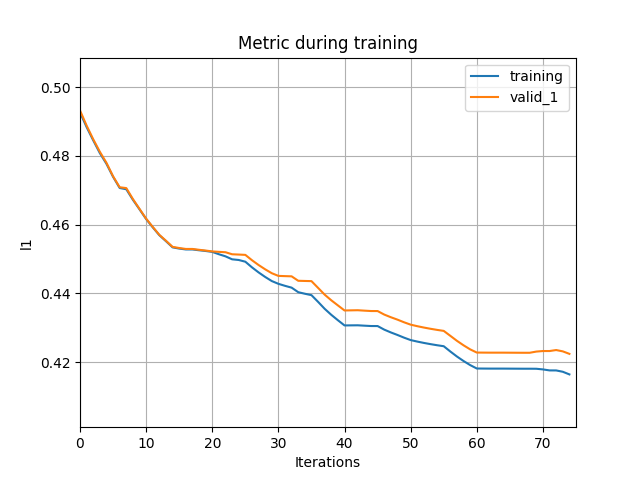 Metric during training
training
valid_1
0.50
0.48
0.46
0.44
0.42
l1
0 10 20 30 40 50 60 70
Iterations